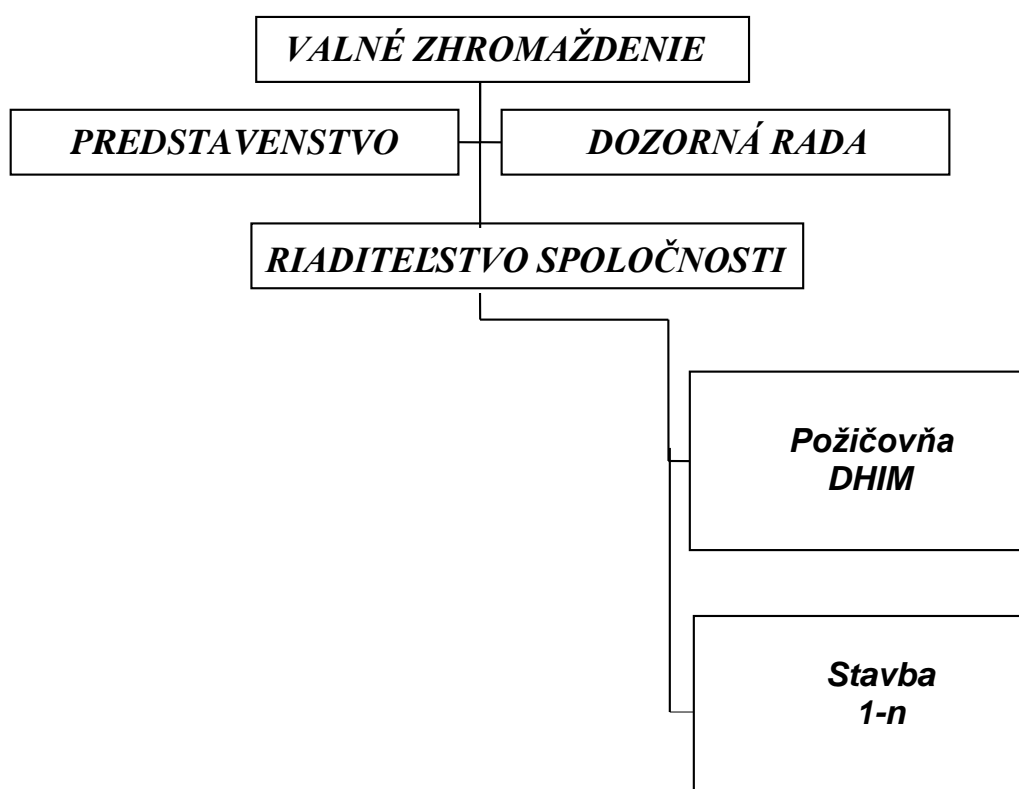 VALNÉ ZHROMAŽDENIE
PREDSTAVENSTVO
DOZORNÁ RADA
RIADITEĽSTVO SPOLOČNOSTI
Požičovňa
DHIM
Stavba
1-n